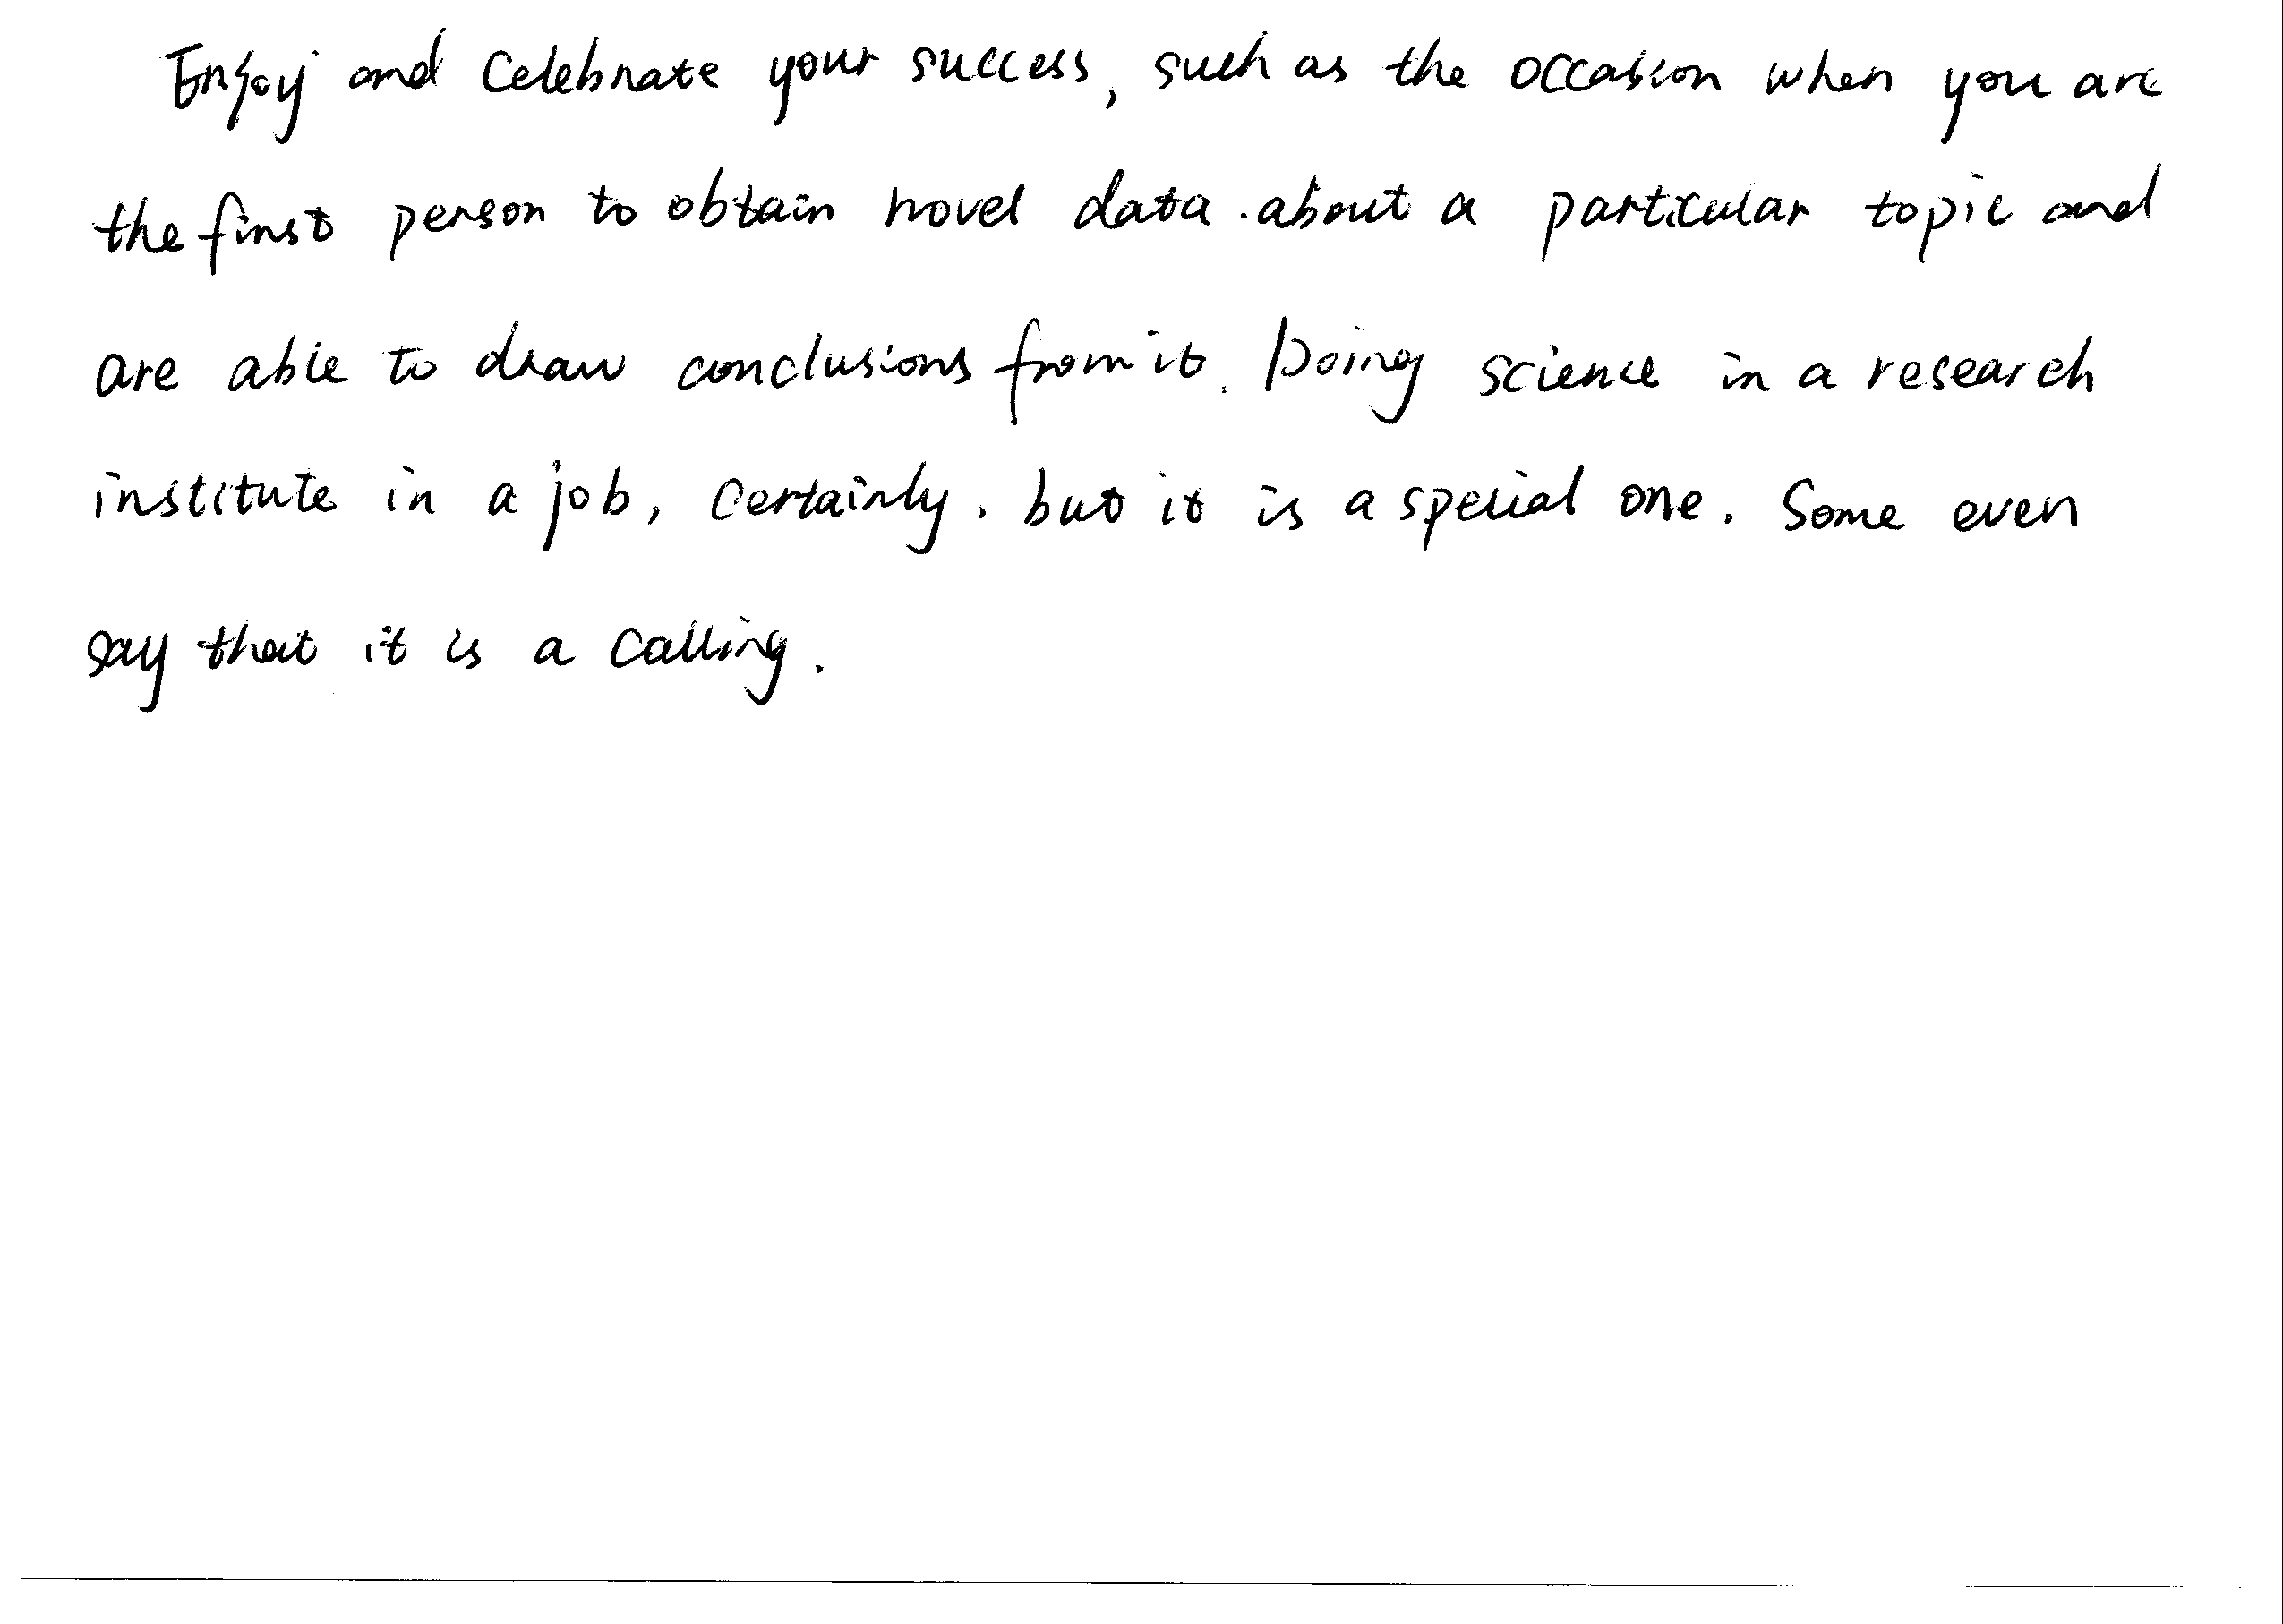 Enjoy and Celebrate your success, such as the occasion when you are
the first person to obtain novel data about a particular topic and
are able to draw conclusions from it. Doing science in a research
institute in a job, certainly, but it is a special one. Some even
say that it is a calling.